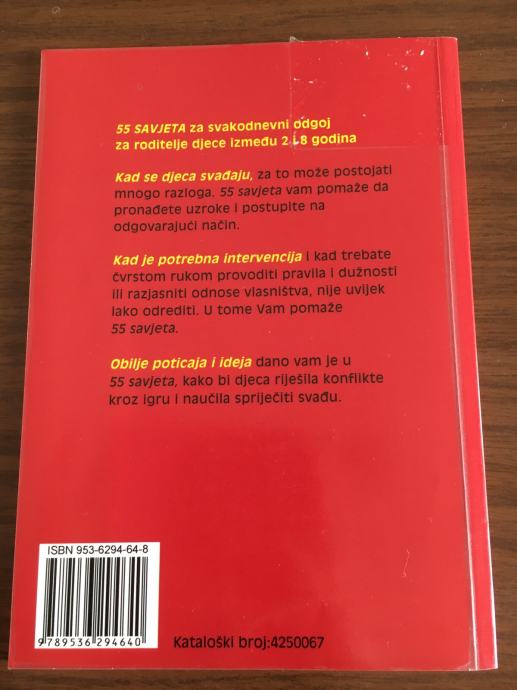 55 SAVJETA za svakodnevni odgoj
za roditelje djece između 2 i 8 godina
Kad se djeca svađaju, za to može postojati
mnogo razloga. 55 savjeta vam pomaže da
pronađete uzroke i postupite na
odgovarajući način.
Kad je potrebna intervencija i kad trebate
čvrstom rukom provoditi pravila i dužnosti
ili razjasniti odnose vlasništva, nije uvijek
lako odrediti. U tome Vam pomaže
55 savjeta.
Obilje poticaja i ideja dano vam je u
55 savjeta, kako bi djeca riješila konflikte
kroz igru i naučila spriječiti svađu.
ISBN 953-6294-64-8
9789536294640
Kataloški broj:4250067